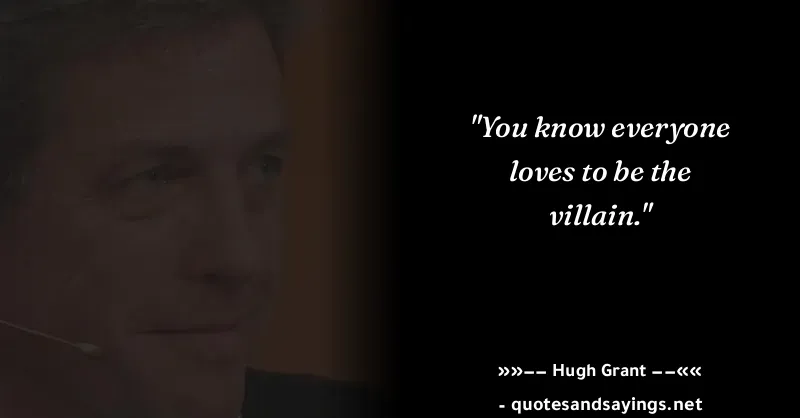 "You know everyone
loves to be the
villain."
»»–– Hugh Grant ––««
- quotesandsayings.net